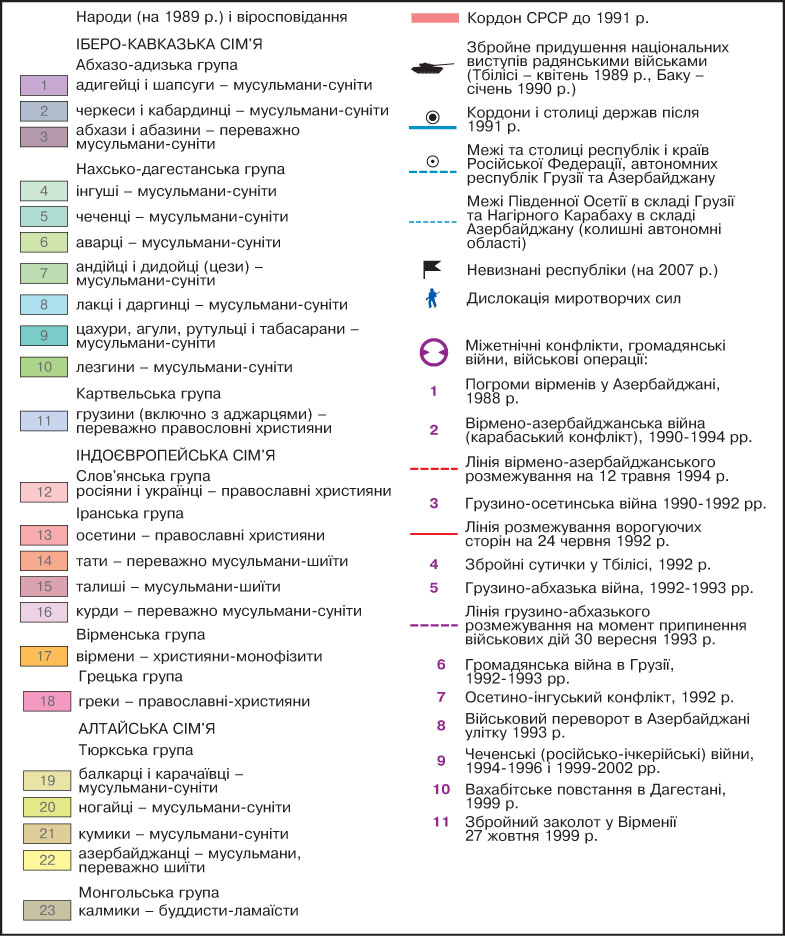 Народи (на 1989 р.) і віросповідання
ІБЕРО-КАВКАЗЬКА СІМ'Я
Абхазо-адизька група
1 адигейці і шапсуги – мусульмани-суніти
2 черкеси і кабардинці – мусульмани-суніти
3 абхази і абазини – переважно
мусульмани-суніти
Нахсько-дагестанська група
4 інгуші – мусульмани-суніти
5 чеченці – мусульмани-суніти
6 аварці – мусульмани-суніти
7 андійці и дидойці (цези) –
мусульмани-суніти
8 лакці і даргинці – мусульмани-суніти
9 цахури, агули, рутульці і табасарани –
мусульмани-суніти
10 лезгини – мусульмани-суніти
Картвельська група
11 грузини (включно з аджарцями) –
переважно правословні християни
ІНДОЄВРОПЕЙСЬКА СІМ'Я
Слов'янська група
12 росіяни і українці – православні християни
Іранська група
13 осетини – православні християни
14 тати – переважно мусульмани-шиїти
15 талиші – мусульмани-шиїти
16 курди – переважно мусульмани-суніти
Вірменська група
17 вірмени – християни-монофізити
Грецька група
18 греки – православні-християни
АЛТАЙСЬКА СІМ'Я
Тюркська група
19 балкарці і карачаївці –
мусульмани-суніти
20 ногайці – мусульмани-суніти
21 кумики – мусульмани-суніти
22 азербайджанці – мусульмани,
переважно шиїти
Монгольська група
23 калмики – буддисти-ламаїсти
Кордон СРСР до 1991 р.
Збройне придушення національних
виступів радянськими військами
(Тбілісі – квітень 1989 р., Баку –
січень 1990 р.)
Кордони і столиці держав після
1991 р.
Межі та столиці республік і країв
Російської Федерації, автономних
республік Грузії та Азербайджану
Межі Південної Осетії в складі Грузії
та Нагірного Карабаху в складі
Азербайджану (колишні автономні
області)
Невизнані республіки (на 2007 р.)
Дислокація миротворчих сил
Міжетнічні конфлікти, громадянські
війни, військові операції:
1 Погроми вірменів у Азербайджані,
1988 р.
2 Вірмено-азербайджанська війна
(карабаський конфлікт), 1990-1994 рр.
Лінія вірмено-азербайджанського
розмежування на 12 травня 1994 р.
3 Грузино-осетинська війна 1990-1992 рр.
Лінія розмежування ворогуючих
сторін на 24 червня 1992 р.
4 Збройні сутички у Тбілісі, 1992 р.
5 Грузино-абхазька війна, 1992-1993 рр.
Лінія грузино-абхазького
розмежування на момент припинення
військових дій 30 вересня 1993 р.
6 Громадянська війна в Грузії,
1992-1993 рр.
7 Осетино-інгуський конфлікт, 1992 р.
8 Військовий переворот в Азербайджані
улітку 1993 р.
9 Чеченські (російсько-ічкерійські) війни,
1994-1996 і 1999-2002 рр.
10 Вахабітське повстання в Дагестані,
1999 р.
11 Збройний заколот у Вірменії
27 жовтня 1999 р.